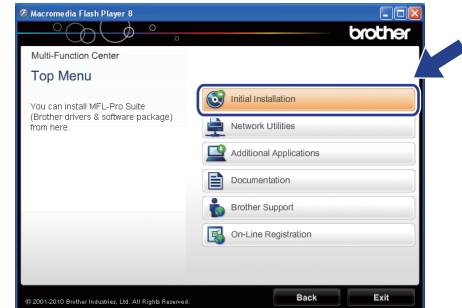 Macromedia Flash Player 8
brother
Multi-Function Center
Top Menu
You can install MFL-Pro Suite
(Brother drivers & software package)
from here.
Initial Installation
Network Utilities
Additional Applications
Documentation
Brother Support
On-Line Registration
© 2001-2010 Brother Industries, Ltd. All Rights Reserved.
Back
Exit